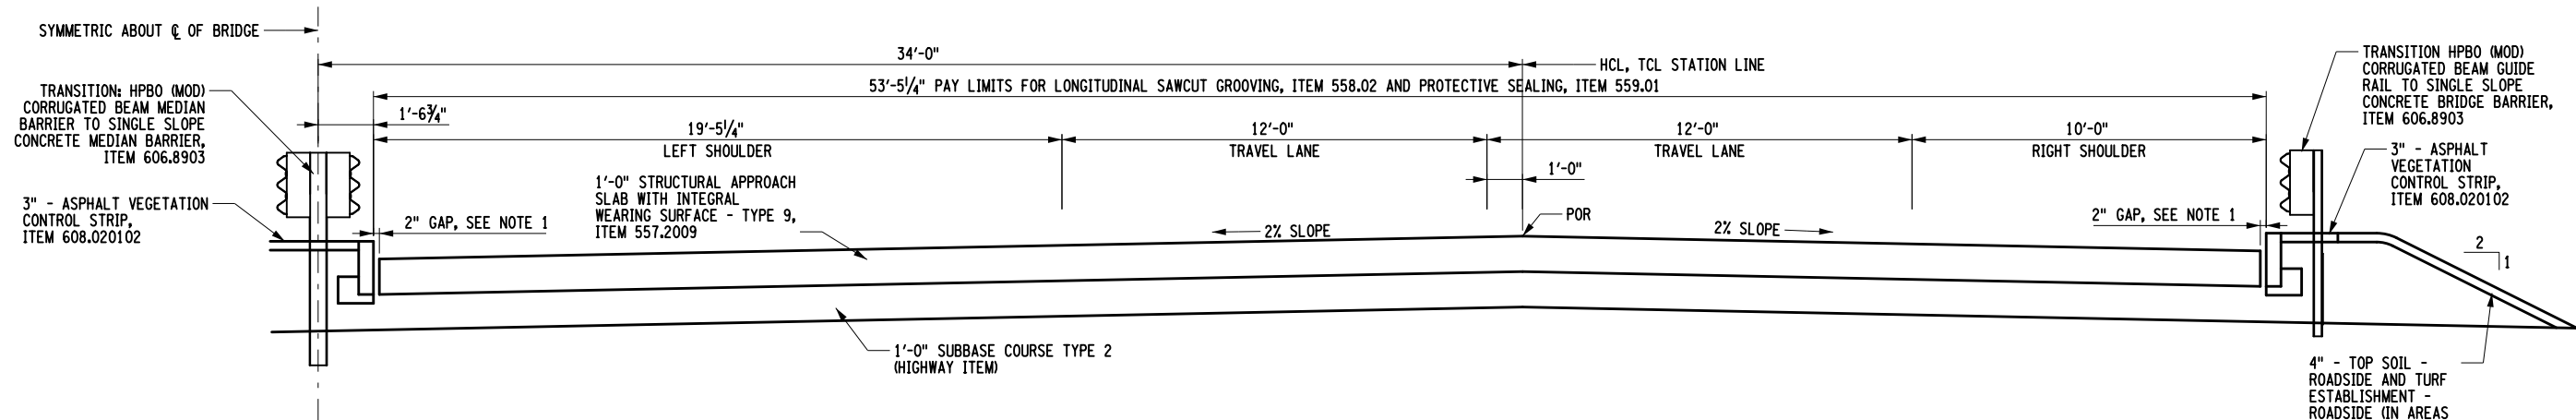 SYMMETRIC ABOUT ℄ OF BRIDGE
34'-0"
HCL, TCL STATION LINE
53'-5¼" PAY LIMITS FOR LONGITUDINAL SAWCUT GROOVING, ITEM 558.02 AND PROTECTIVE SEALING, ITEM 559.01
TRANSITION: HPBO (MOD)
CORRUGATED BEAM MEDIAN
BARRIER TO SINGLE SLOPE
CONCRETE MEDIAN BARRIER,
ITEM 606.8903
1'-6¾"
19'-5¼"
LEFT SHOULDER
12'-0"
TRAVEL LANE
12'-0"
TRAVEL LANE
10'-0"
RIGHT SHOULDER
1'-0"
TRANSITION HPBO (MOD)
CORRUGATED BEAM GUIDE
RAIL TO SINGLE SLOPE
CONCRETE BRIDGE BARRIER,
ITEM 606.8903
3" - ASPHALT
VEGETATION
CONTROL STRIP,
ITEM 608.020102
3" - ASPHALT VEGETATION
CONTROL STRIP,
ITEM 608.020102
2" GAP, SEE NOTE 1
1'-0" STRUCTURAL APPROACH
SLAB WITH INTEGRAL
WEARING SURFACE - TYPE 9,
ITEM 557.2009
2% SLOPE
POR
2% SLOPE
2" GAP, SEE NOTE 1
2
1
1'-0" SUBBASE COURSE TYPE 2
(HIGHWAY ITEM)
4" - TOP SOIL -
ROADSIDE AND TURF
ESTABLISHMENT -
ROADSIDE (IN AREAS